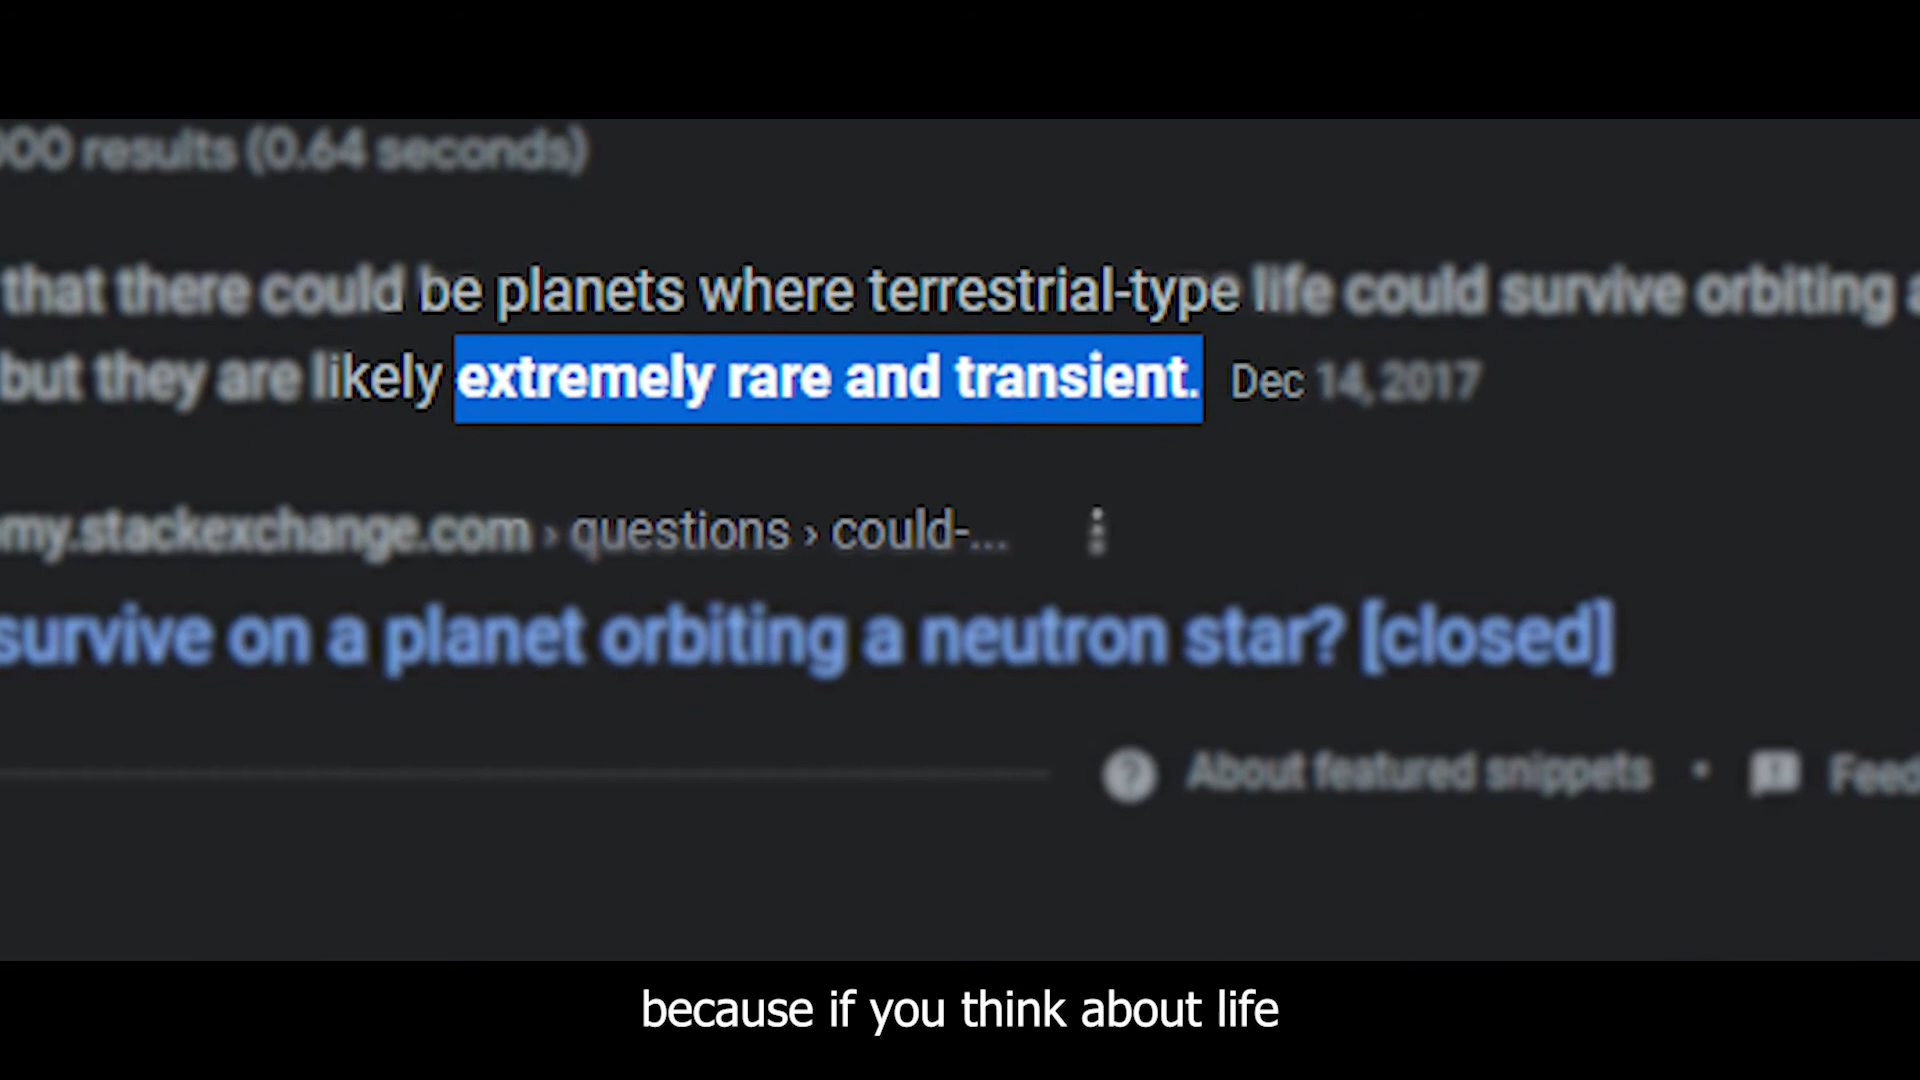 000 results (0.64 seconds)
that there could be planets where terrestrial-type life could survive orbiting a
but they are likely extremely rare and transient. Dec 14, 2017
omy.stackexchange.com › questions › could-...
survive on a planet orbiting a neutron star? [closed]
About featured snippets • Feed
because if you think about life